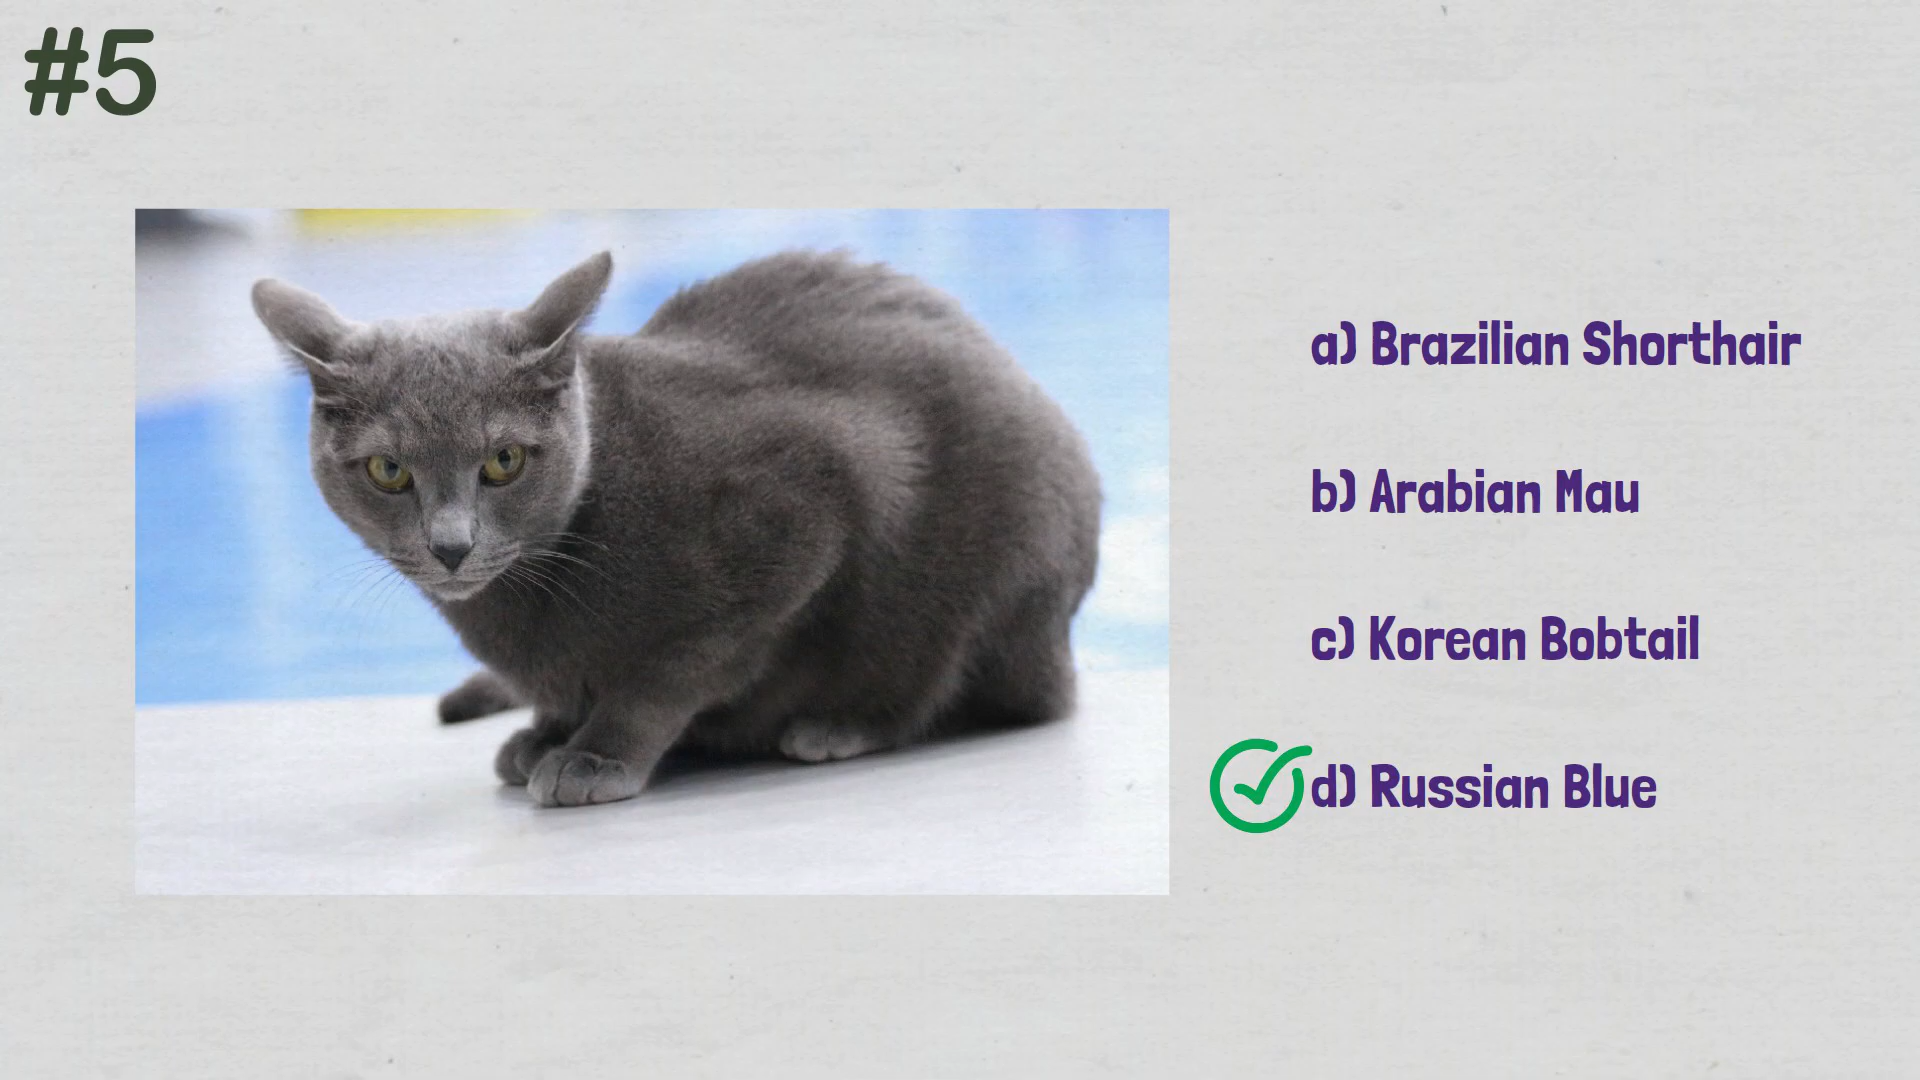 #5
a) Brazilian Shorthair
b) Arabian Mau
c) Korean Bobtail
d) Russian Blue